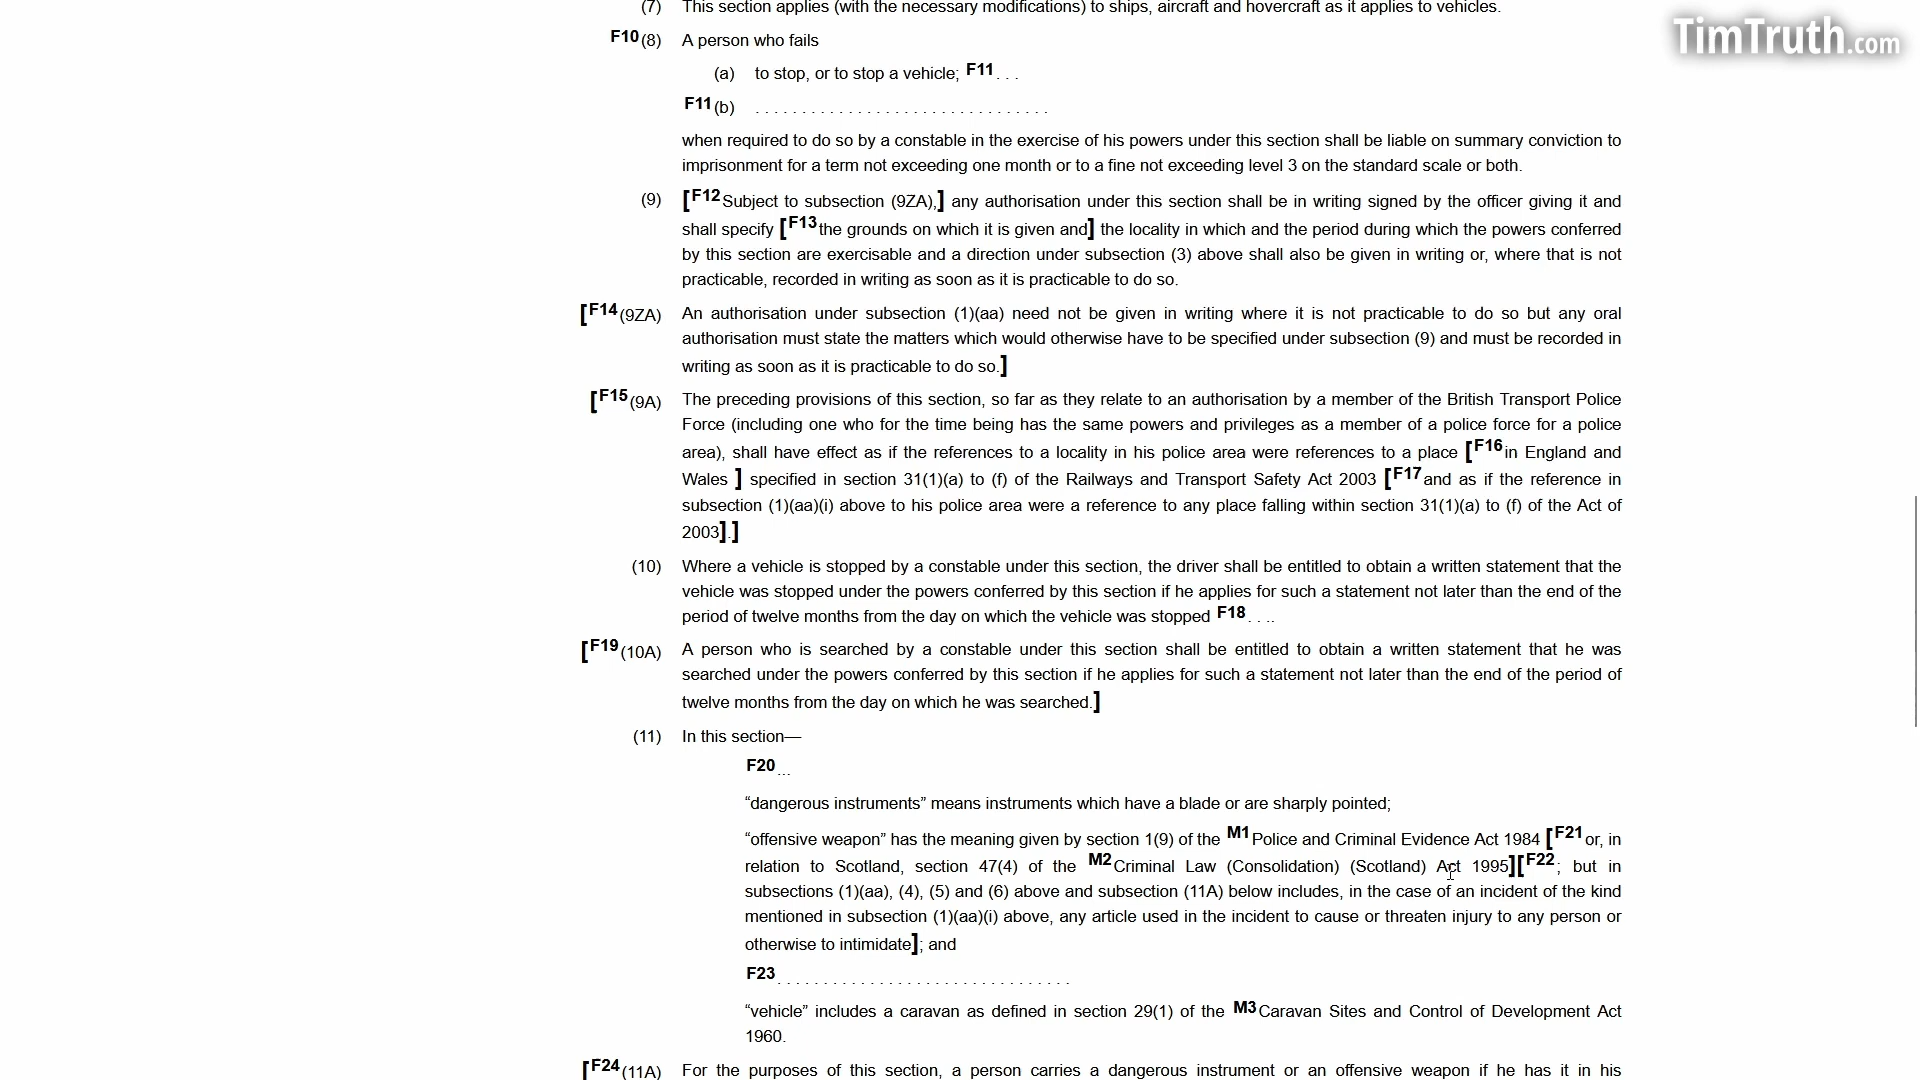 TimTruth.com
(7) This section applies (with the necessary modifications) to ships, aircraft and hovercraft as it applies to vehicles.
F10(8) A person who fails
(a) to stop, or to stop a vehicle; F11 . . .
F11(b) . . . . . . . . . . . . . . . . . . . . . . . . . . . . . . . .
when required to do so by a constable in the exercise of his powers under this section shall be liable on summary conviction to
imprisonment for a term not exceeding one month or to a fine not exceeding level 3 on the standard scale or both.
(9) [F12Subject to subsection (9ZA),] any authorisation under this section shall be in writing signed by the officer giving it and
shall specify [F13the grounds on which it is given and] the locality in which and the period during which the powers conferred
by this section are exercisable and a direction under subsection (3) above shall also be given in writing or, where that is not
practicable, recorded in writing as soon as it is practicable to do so.
[F14(9ZA) An authorisation under subsection (1)(aa) need not be given in writing where it is not practicable to do so but any oral
authorisation must state the matters which would otherwise have to be specified under subsection (9) and must be recorded in
writing as soon as it is practicable to do so.]
[F15(9A) The preceding provisions of this section, so far as they relate to an authorisation by a member of the British Transport Police
Force (including one who for the time being has the same powers and privileges as a member of a police force for a police
area), shall have effect as if the references to a locality in his police area were references to a place [F16in England and
Wales ] specified in section 31(1)(a) to (f) of the Railways and Transport Safety Act 2003 [F17and as if the reference in
subsection (1)(aa)(i) above to his police area were a reference to any place falling within section 31(1)(a) to (f) of the Act of
2003].]
(10) Where a vehicle is stopped by a constable under this section, the driver shall be entitled to obtain a written statement that the
vehicle was stopped under the powers conferred by this section if he applies for such a statement not later than the end of the
period of twelve months from the day on which the vehicle was stopped F18. . ..
[F19(10A) A person who is searched by a constable under this section shall be entitled to obtain a written statement that he was
searched under the powers conferred by this section if he applies for such a statement not later than the end of the period of
twelve months from the day on which he was searched.]
(11) In this section—
F20...
“dangerous instruments” means instruments which have a blade or are sharply pointed;
“offensive weapon” has the meaning given by section 1(9) of the M1Police and Criminal Evidence Act 1984 [F21or, in
relation to Scotland, section 47(4) of the M2Criminal Law (Consolidation) (Scotland) Act 1995][F22; but in
subsections (1)(aa), (4), (5) and (6) above and subsection (11A) below includes, in the case of an incident of the kind
mentioned in subsection (1)(aa)(i) above, any article used in the incident to cause or threaten injury to any person or
otherwise to intimidate]; and
F23. . . . . . . . . . . . . . . . . . . . . . . . . . . . . . . .
“vehicle” includes a caravan as defined in section 29(1) of the M3Caravan Sites and Control of Development Act
1960.
[F24(11A) For the purposes of this section, a person carries a dangerous instrument or an offensive weapon if he has it in his